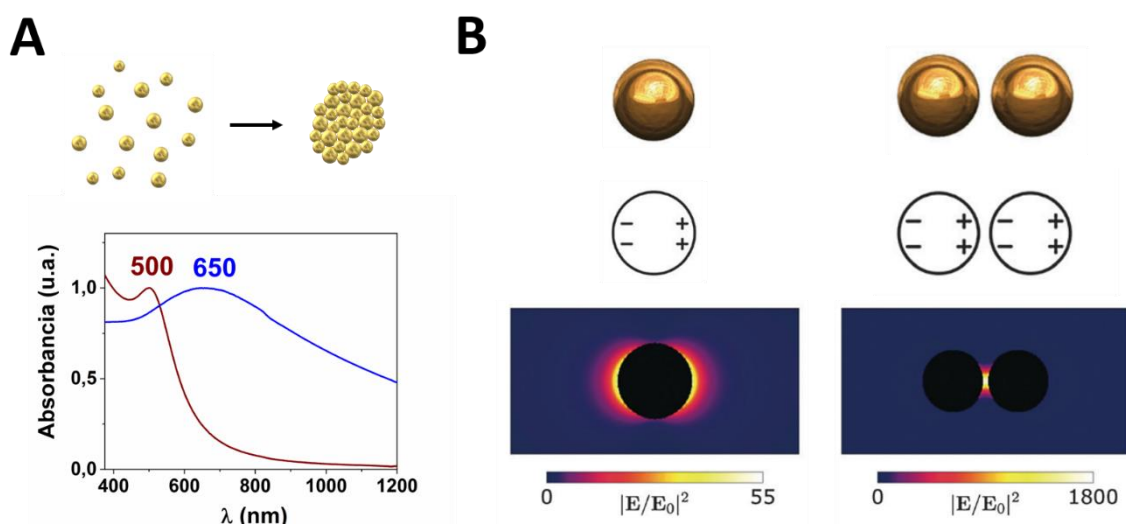 A
B
500
650
Absorbancia (u.a.)
1,0
0,5
0,0
400 600 800 1000 1200
λ (nm)
− +
− +
− + − +
− + − +
0 55
|E/E₀|²
0 1800
|E/E₀|²